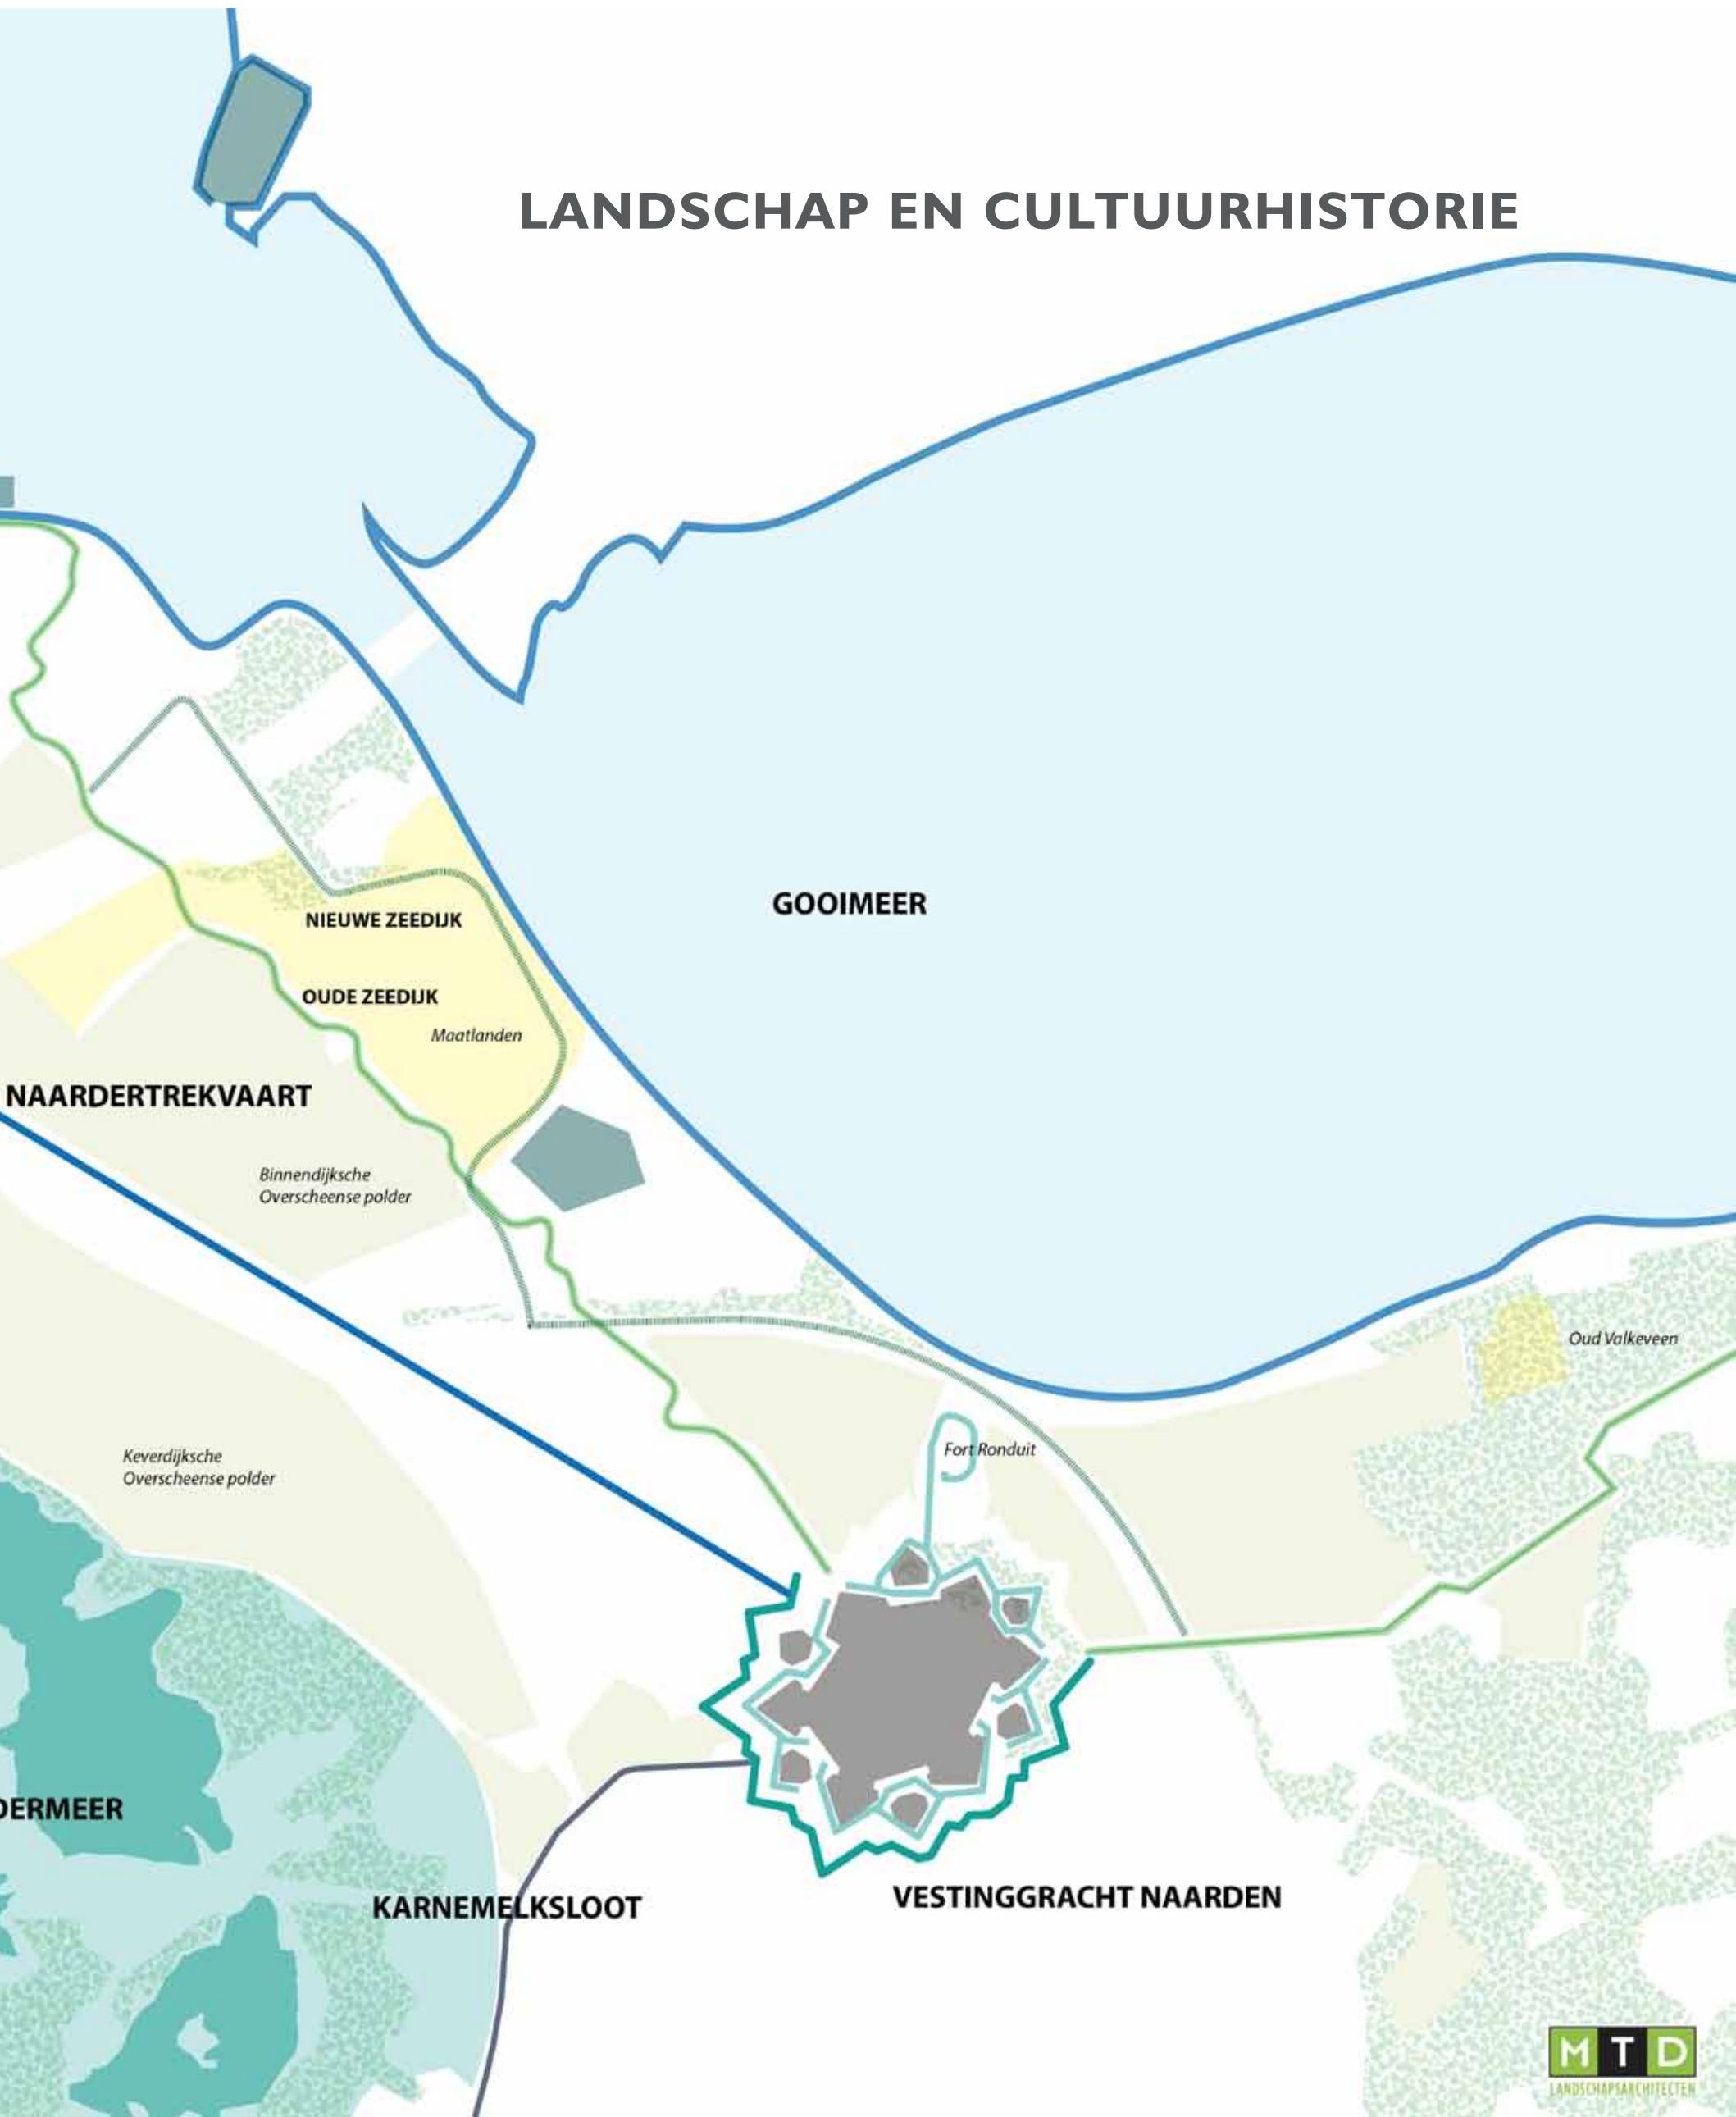 LANDSCHAP EN CULTUURHISTORIE
GOOIMEER
NIEUWE ZEEDIJK
OUDE ZEEDIJK
Maatlanden
NAARDERTREKVAART
Binnendijksche
Overscheense polder
Oud Valkeveen
Fort Ronduit
Keverdijksche
Overscheense polder
DERMEER
KARNEMELKSLOOT
VESTINGGRACHT NAARDEN
MTD
LANDSCHAPSARCHITECTEN